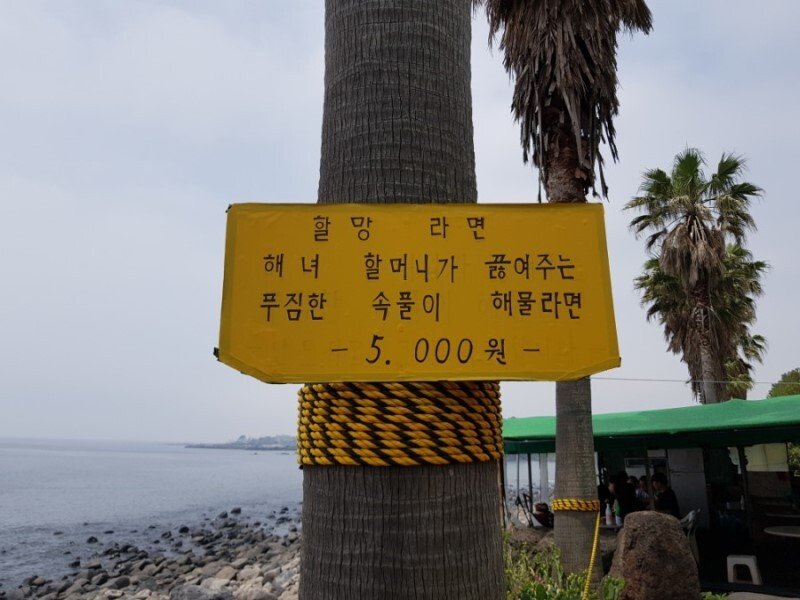 할망 라면
해녀 할머니가 끓여주는
푸짐한 속풀이 해물라면
- 5.000원 -